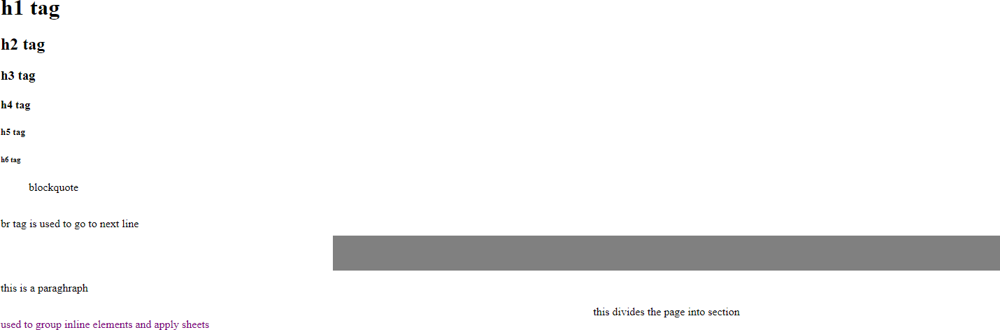 h1 tag
h2 tag
h3 tag
h4 tag
h5 tag
h6 tag
blockquote
br tag is used to go to next line
this is a paraghraph
this divides the page into section
used to group inline elements and apply sheets